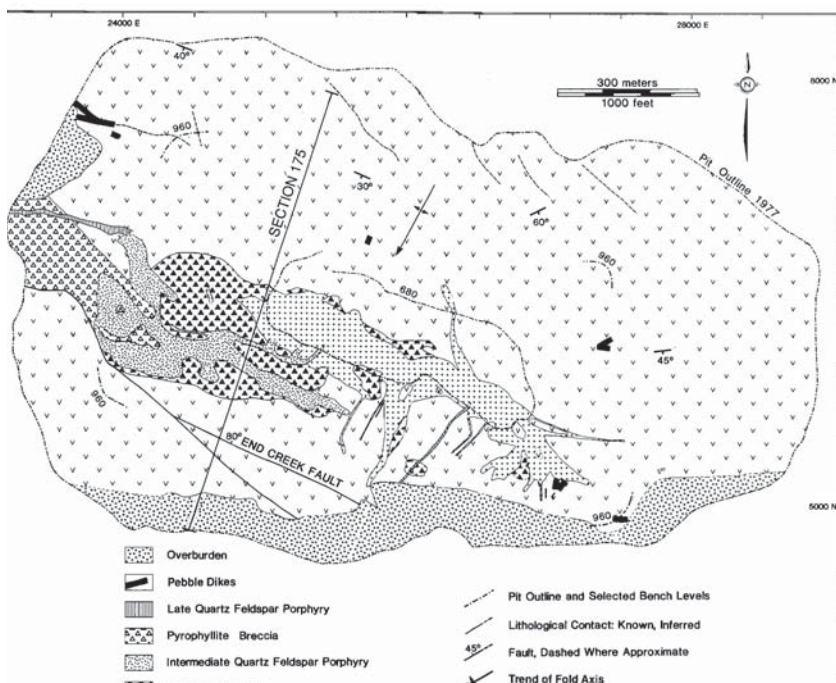 24000 E
28000 E
8000 N
40°
300 meters
1000 feet
N
960
Pit Outline 1977
SECTION 175
30°
60°
960
680
45°
960
80°
END CREEK FAULT
960
5000 N
Overburden
Pebble Dikes
Late Quartz Feldspar Porphyry
Pyrophyllite Breccia
Intermediate Quartz Feldspar Porphyry
Pit Outline and Selected Bench Levels
Lithological Contact: Known, Inferred
45°
Fault, Dashed Where Approximate
Trend of Fold Axis